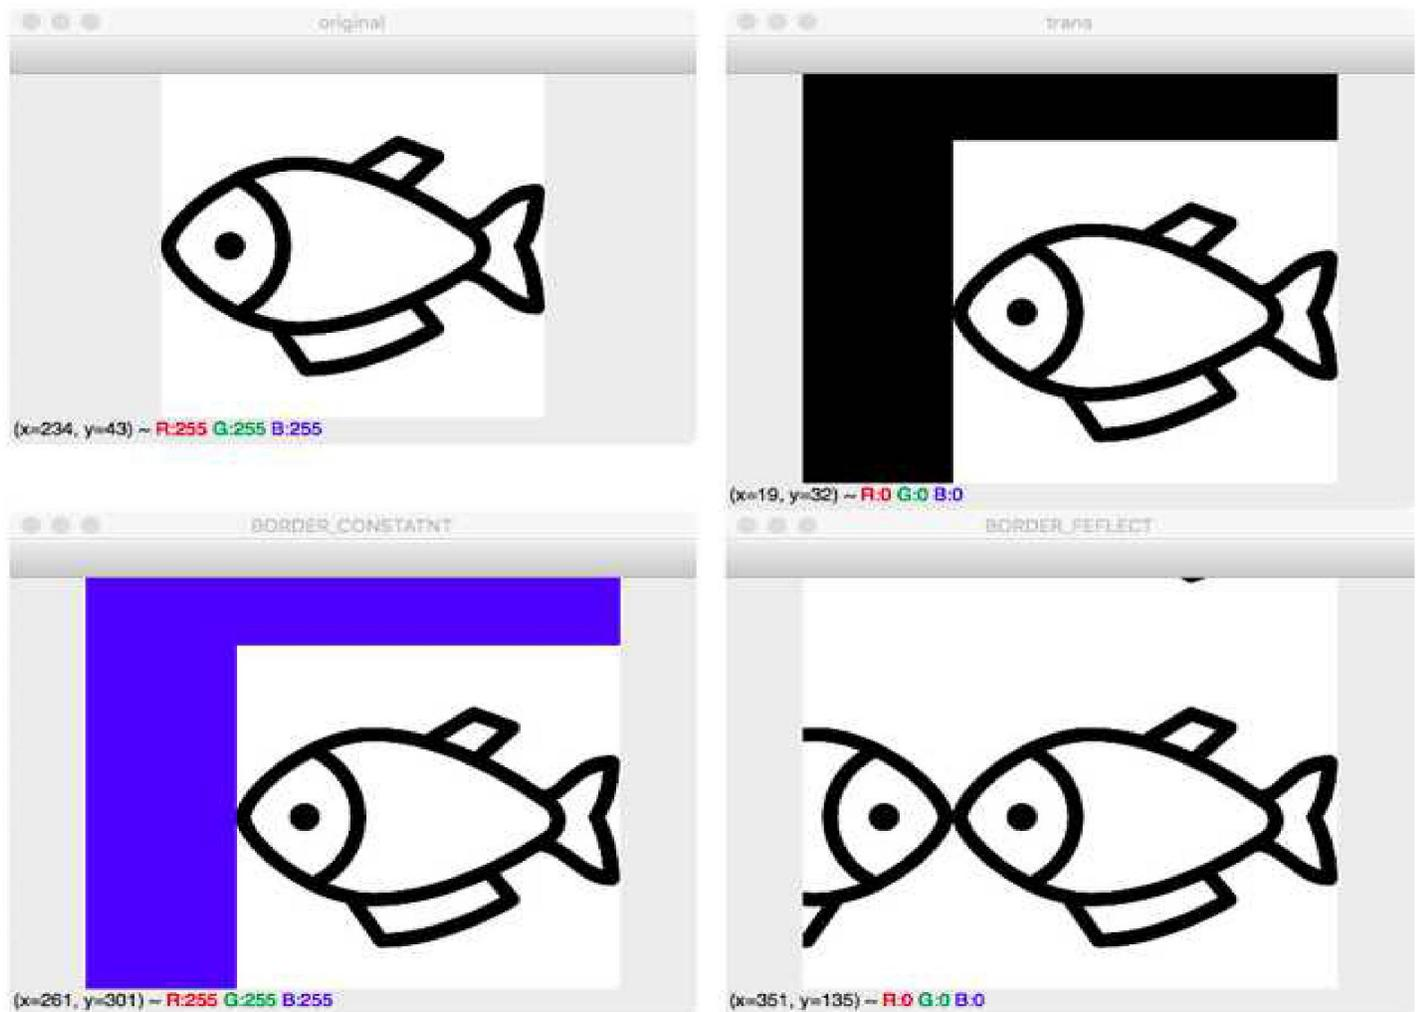 original
(x=234, y=43) ~ R:255 G:255 B:255
trans
(x=19, y=32) ~ R:0 G:0 B:0
BORDER_CONSTATNT
(x=261, y=301) ~ R:255 G:255 B:255
BORDER_FEFLECT
(x=351, y=135) ~ R:0 G:0 B:0